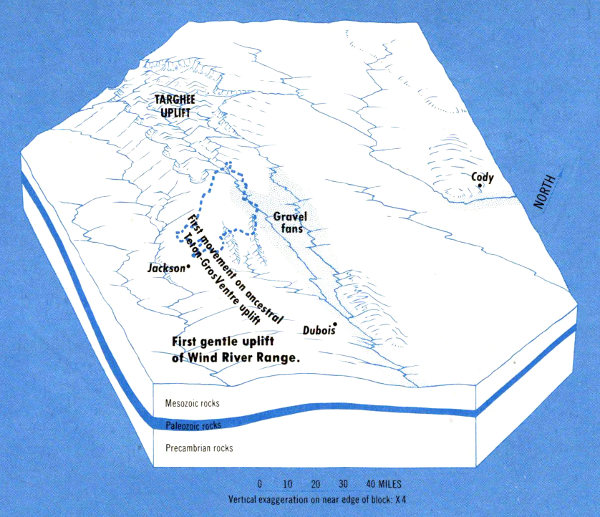 TARGHEE
UPLIFT
Cody
NORTH
Gravel
fans
First movement on ancestral
Teton-GrosVentre uplift
Jackson
Dubois
First gentle uplift
of Wind River Range.
Mesozoic rocks
Paleozoic rocks
Precambrian rocks
0 10 20 30 40 MILES
Vertical exaggeration on near edge of block: X4